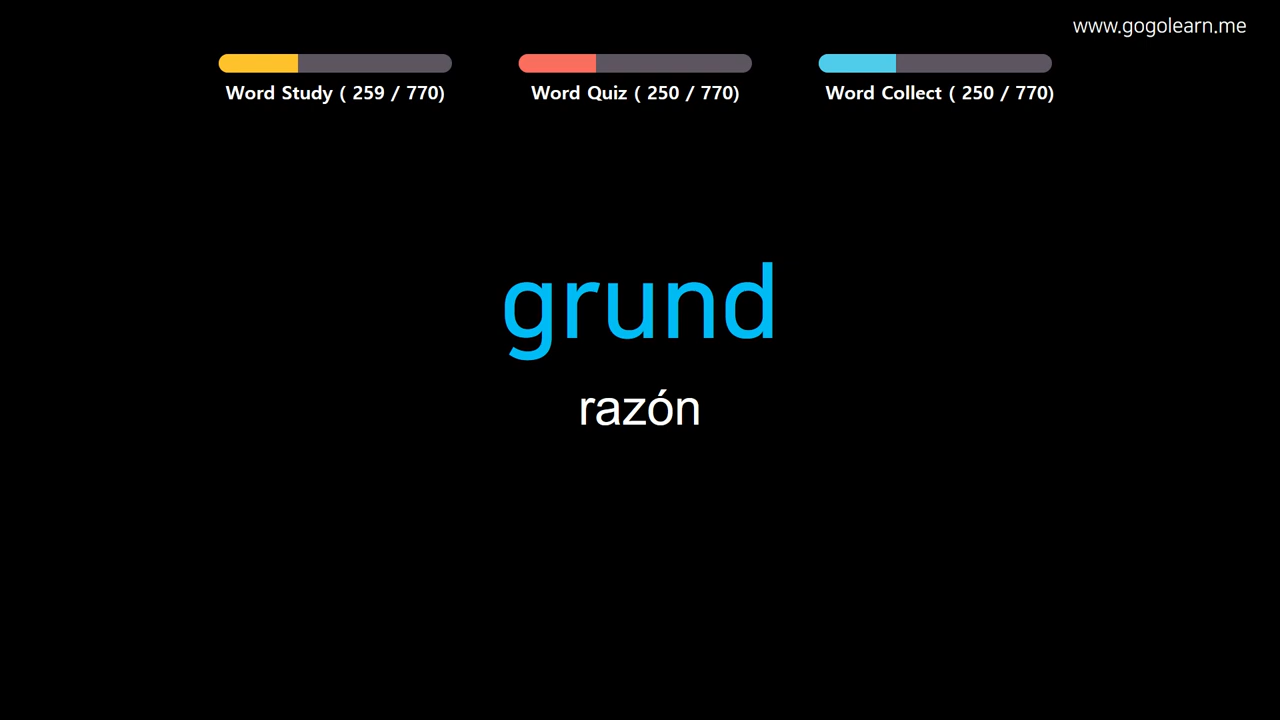 www.gogolearn.me
Word Study ( 259 / 770)
Word Quiz ( 250 / 770)
Word Collect ( 250 / 770)
grund
razón